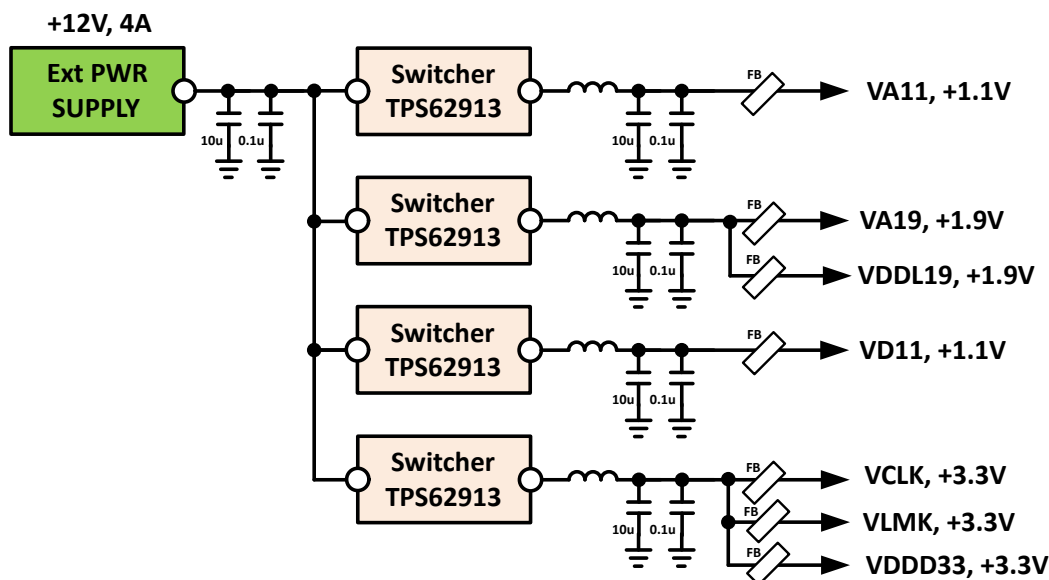 +12V, 4A
Ext PWR
SUPPLY
10u
0.1u
Switcher
TPS62913
10u
0.1u
FB
VA11, +1.1V
Switcher
TPS62913
10u
0.1u
FB
VA19, +1.9V
FB
VDDL19, +1.9V
Switcher
TPS62913
10u
0.1u
FB
VD11, +1.1V
Switcher
TPS62913
10u
0.1u
FB
VCLK, +3.3V
FB
VLMK, +3.3V
FB
VDDD33, +3.3V